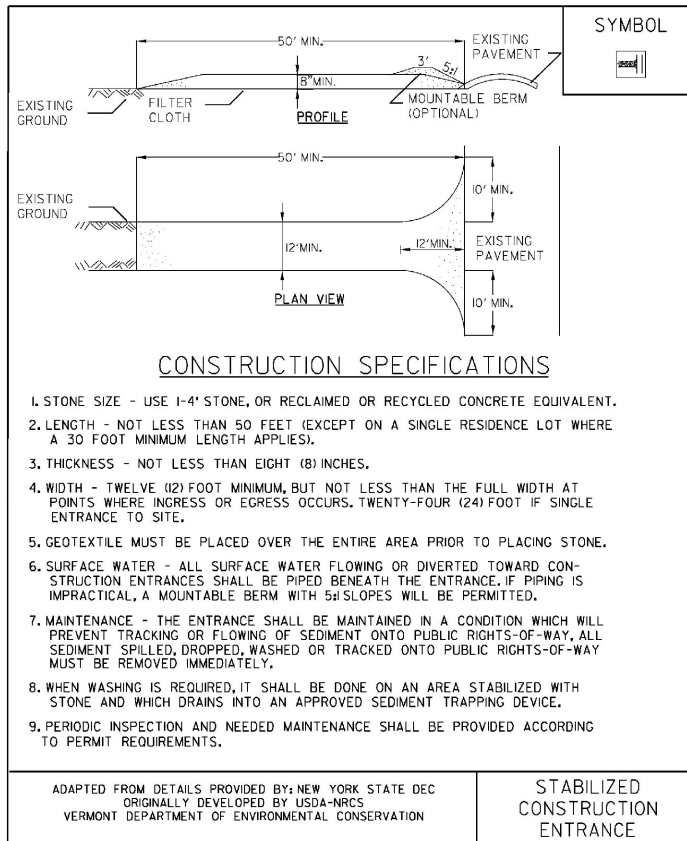 SYMBOL
50' MIN.
EXISTING
PAVEMENT
3'
5:1
8"MIN.
EXISTING
GROUND
FILTER
CLOTH
PROFILE
MOUNTABLE BERM
(OPTIONAL)
50' MIN.
10' MIN.
EXISTING
GROUND
12'MIN.
12'MIN.
EXISTING
PAVEMENT
PLAN VIEW
10' MIN.
CONSTRUCTION SPECIFICATIONS
1. STONE SIZE - USE 1-4' STONE, OR RECLAIMED OR RECYCLED CONCRETE EQUIVALENT.
2. LENGTH - NOT LESS THAN 50 FEET (EXCEPT ON A SINGLE RESIDENCE LOT WHERE
A 30 FOOT MINIMUM LENGTH APPLIES).
3. THICKNESS - NOT LESS THAN EIGHT (8) INCHES.
4. WIDTH - TWELVE (12) FOOT MINIMUM, BUT NOT LESS THAN THE FULL WIDTH AT
POINTS WHERE INGRESS OR EGRESS OCCURS. TWENTY-FOUR (24) FOOT IF SINGLE
ENTRANCE TO SITE.
5. GEOTEXTILE MUST BE PLACED OVER THE ENTIRE AREA PRIOR TO PLACING STONE.
6. SURFACE WATER - ALL SURFACE WATER FLOWING OR DIVERTED TOWARD CON-
STRUCTION ENTRANCES SHALL BE PIPED BENEATH THE ENTRANCE. IF PIPING IS
IMPRACTICAL, A MOUNTABLE BERM WITH 5:1 SLOPES WILL BE PERMITTED.
7. MAINTENANCE - THE ENTRANCE SHALL BE MAINTAINED IN A CONDITION WHICH WILL
PREVENT TRACKING OR FLOWING OF SEDIMENT ONTO PUBLIC RIGHTS-OF-WAY, ALL
SEDIMENT SPILLED, DROPPED, WASHED OR TRACKED ONTO PUBLIC RIGHTS-OF-WAY
MUST BE REMOVED IMMEDIATELY.
8. WHEN WASHING IS REQUIRED, IT SHALL BE DONE ON AN AREA STABILIZED WITH
STONE AND WHICH DRAINS INTO AN APPROVED SEDIMENT TRAPPING DEVICE.
9. PERIODIC INSPECTION AND NEEDED MAINTENANCE SHALL BE PROVIDED ACCORDING
TO PERMIT REQUIREMENTS.
ADAPTED FROM DETAILS PROVIDED BY: NEW YORK STATE DEC
ORIGINALLY DEVELOPED BY USDA-NRCS
VERMONT DEPARTMENT OF ENVIRONMENTAL CONSERVATION
STABILIZED
CONSTRUCTION
ENTRANCE